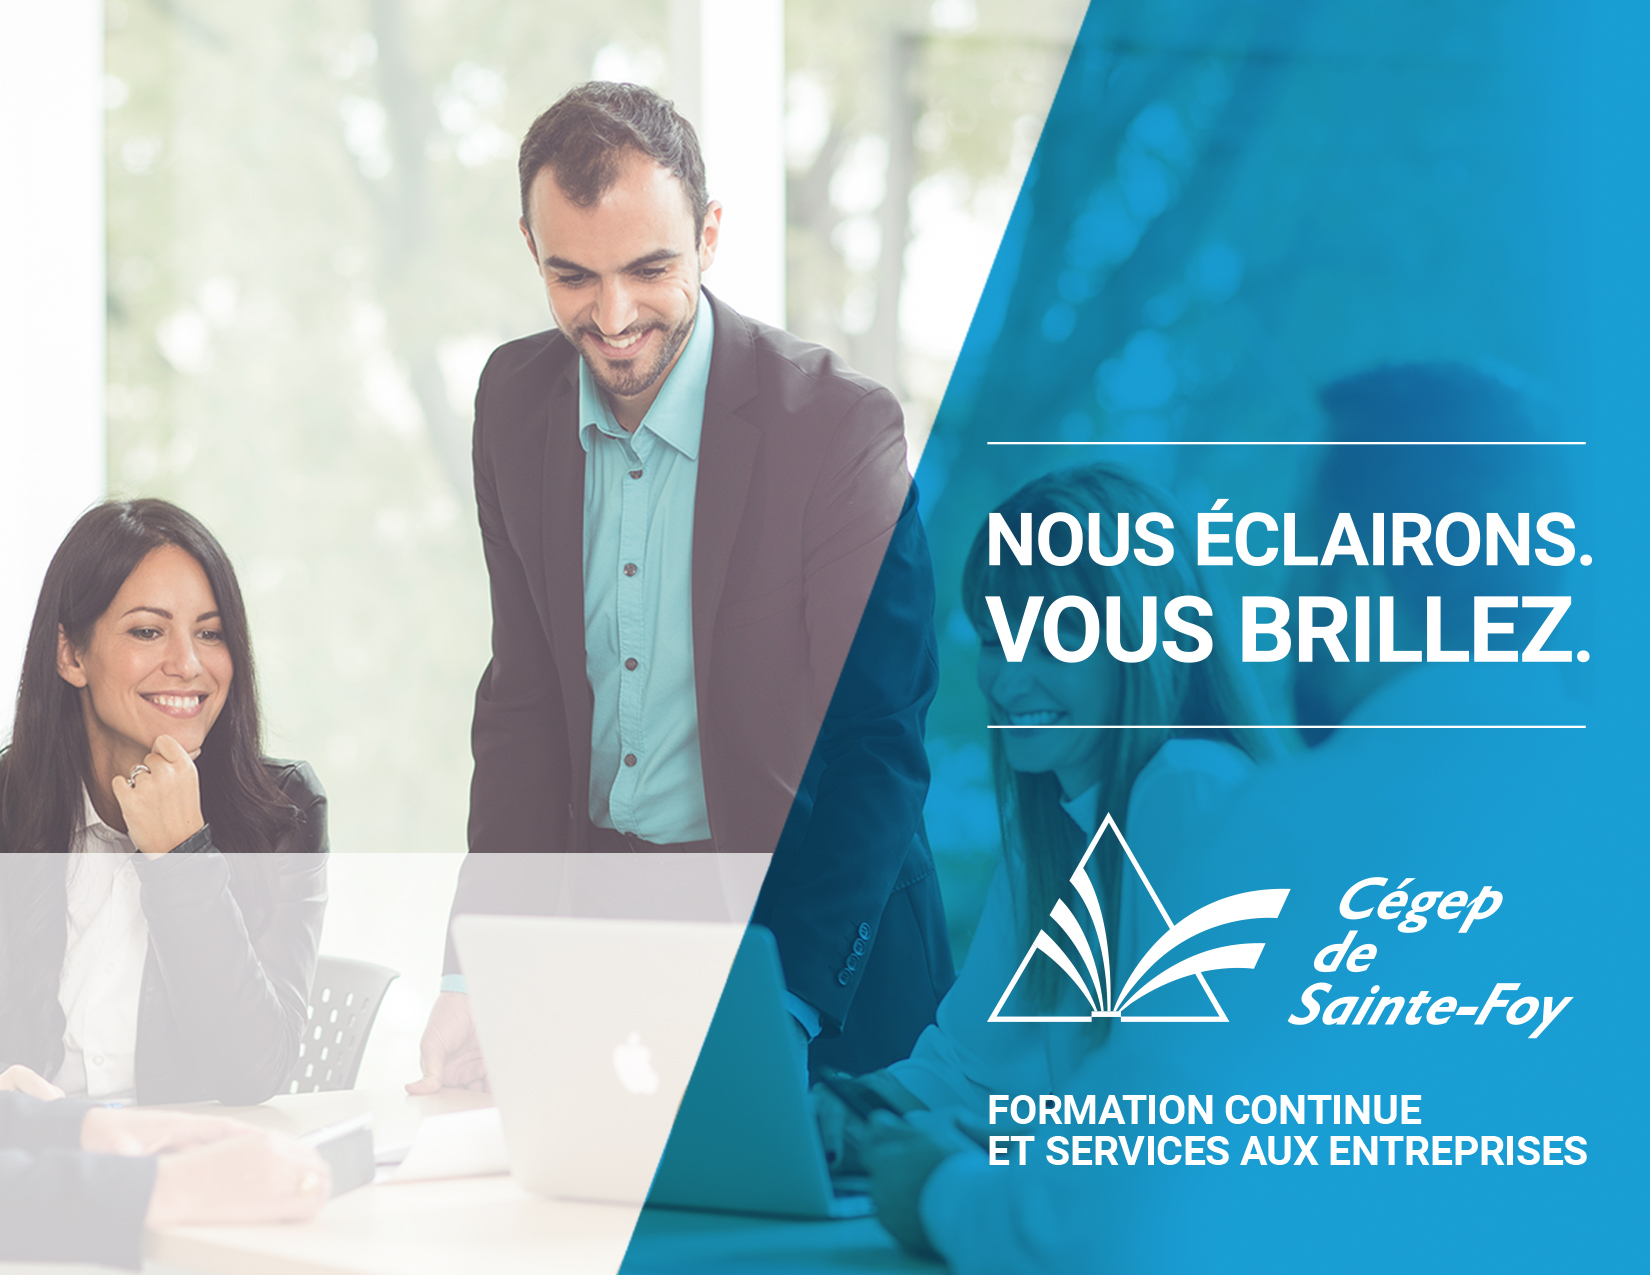 NOUS ÉCLAIRONS.
VOUS BRILLEZ.
Cégep
de
Sainte-Foy
FORMATION CONTINUE
ET SERVICES AUX ENTREPRISES